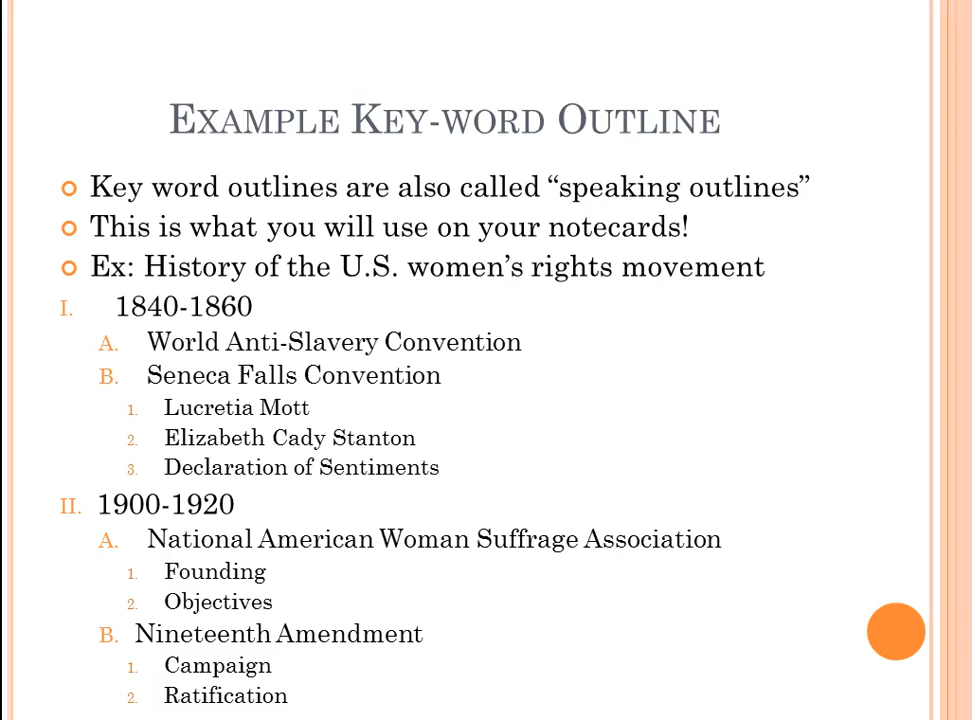 Example Key-word Outline
Key word outlines are also called “speaking outlines”
This is what you will use on your notecards!
Ex: History of the U.S. women’s rights movement
I. 1840-1860
A. World Anti-Slavery Convention
B. Seneca Falls Convention
1. Lucretia Mott
2. Elizabeth Cady Stanton
3. Declaration of Sentiments
II. 1900-1920
A. National American Woman Suffrage Association
1. Founding
2. Objectives
B. Nineteenth Amendment
1. Campaign
2. Ratification